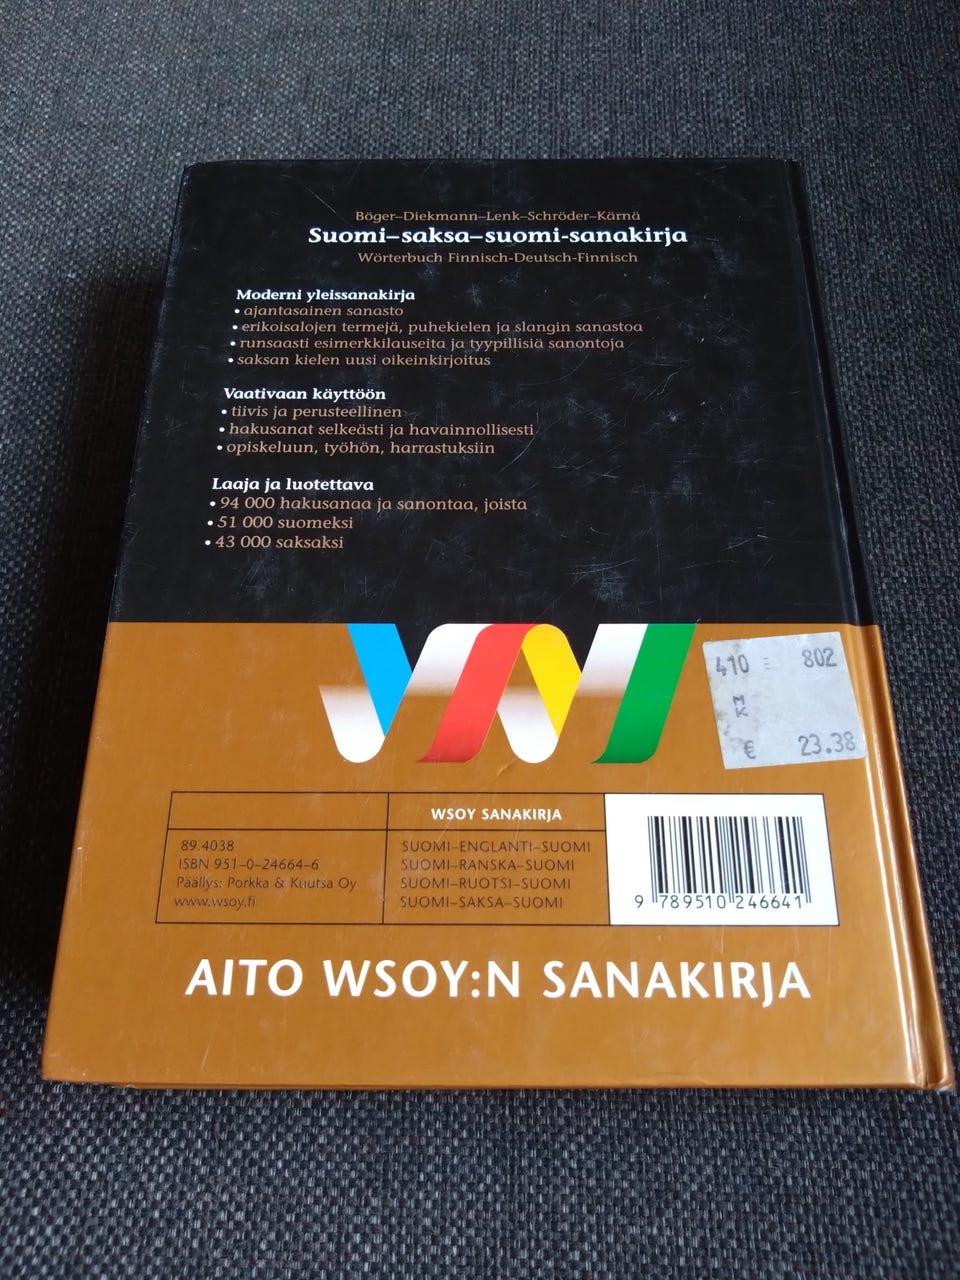 Böger–Diekmann–Lenk–Schröder–Kärnä
Suomi–saksa–suomi-sanakirja
Wörterbuch Finnisch-Deutsch-Finnisch
Moderni yleissanakirja
• ajantasainen sanasto
• erikoisalojen termejä, puhekielen ja slangin sanastoa
• runsaasti esimerkkilauseita ja tyypillisiä sanontoja
• saksan kielen uusi oikeinkirjoitus
Vaativaan käyttöön
• tiivis ja perusteellinen
• hakusanat selkeästi ja havainnollisesti
• opiskeluun, työhön, harrastuksiin
Laaja ja luotettava
• 94 000 hakusanaa ja sanontaa, joista
• 51 000 suomeksi
• 43 000 saksaksi
410 802
MK
€ 23.38
WSOY SANAKIRJA
89.4038
ISBN 951–0–24664–6
Päällys: Porkka & Kuutsa Oy
www.wsoy.fi
SUOMI–ENGLANTI–SUOMI
SUOMI–RANSKA–SUOMI
SUOMI–RUOTSI–SUOMI
SUOMI–SAKSA–SUOMI
9 789510 246641
AITO WSOY:N SANAKIRJA